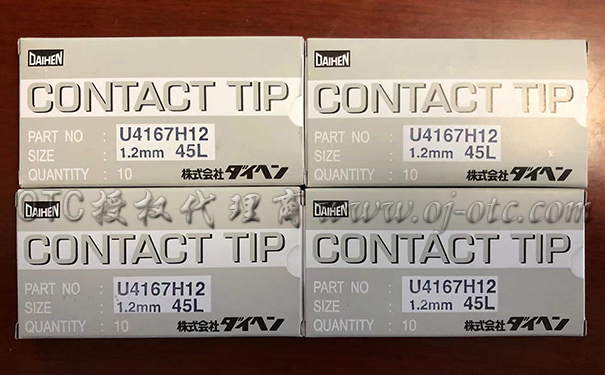 DAIHEN
CONTACT TIP
PART NO : U4167H12
SIZE : 1.2mm 45L
QUANTITY : 10
株式会社ダイヘン
DAIHEN
CONTACT TIP
PART NO : U4167H12
SIZE : 1.2mm 45L
QUANTITY : 10
株式会社ダイヘン
OTC授权代理商www.oj-otc.com
DAIHEN
CONTACT TIP
PART NO : U4167H12
SIZE : 1.2mm 45L
QUANTITY : 10
株式会社ダイヘン
DAIHEN
CONTACT TIP
PART NO : U4167H12
SIZE : 1.2mm 45L
QUANTITY : 10
株式会社ダイヘン